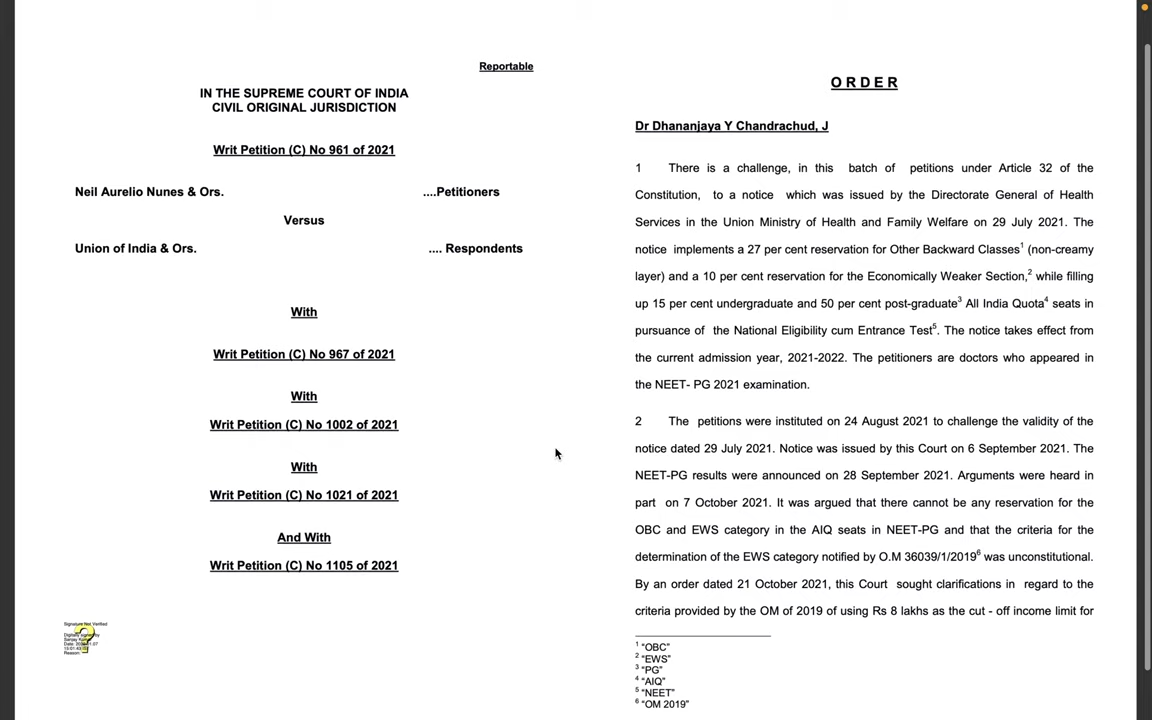 Reportable
IN THE SUPREME COURT OF INDIA
CIVIL ORIGINAL JURISDICTION
Writ Petition (C) No 961 of 2021
Neil Aurelio Nunes & Ors. ....Petitioners
Versus
Union of India & Ors. .... Respondents
With
Writ Petition (C) No 967 of 2021
With
Writ Petition (C) No 1002 of 2021
With
Writ Petition (C) No 1021 of 2021
And With
Writ Petition (C) No 1105 of 2021
Signature Not Verified
Digitally signed by
Sanjay Kumar
Date:
Reason:
O R D E R
Dr Dhananjaya Y Chandrachud, J
1 There is a challenge, in this batch of petitions under Article 32 of the
Constitution, to a notice which was issued by the Directorate General of Health
Services in the Union Ministry of Health and Family Welfare on 29 July 2021. The
notice implements a 27 per cent reservation for Other Backward Classes1 (non-creamy
layer) and a 10 per cent reservation for the Economically Weaker Section,2 while filling
up 15 per cent undergraduate and 50 per cent post-graduate3 All India Quota4 seats in
pursuance of the National Eligibility cum Entrance Test5. The notice takes effect from
the current admission year, 2021-2022. The petitioners are doctors who appeared in
the NEET- PG 2021 examination.
2 The petitions were instituted on 24 August 2021 to challenge the validity of the
notice dated 29 July 2021. Notice was issued by this Court on 6 September 2021. The
NEET-PG results were announced on 28 September 2021. Arguments were heard in
part on 7 October 2021. It was argued that there cannot be any reservation for the
OBC and EWS category in the AIQ seats in NEET-PG and that the criteria for the
determination of the EWS category notified by O.M 36039/1/20196 was unconstitutional.
By an order dated 21 October 2021, this Court sought clarifications in regard to the
criteria provided by the OM of 2019 of using Rs 8 lakhs as the cut - off income limit for
1 "OBC"
2 "EWS"
3 "PG"
4 "AIQ"
5 "NEET"
6 "OM 2019"